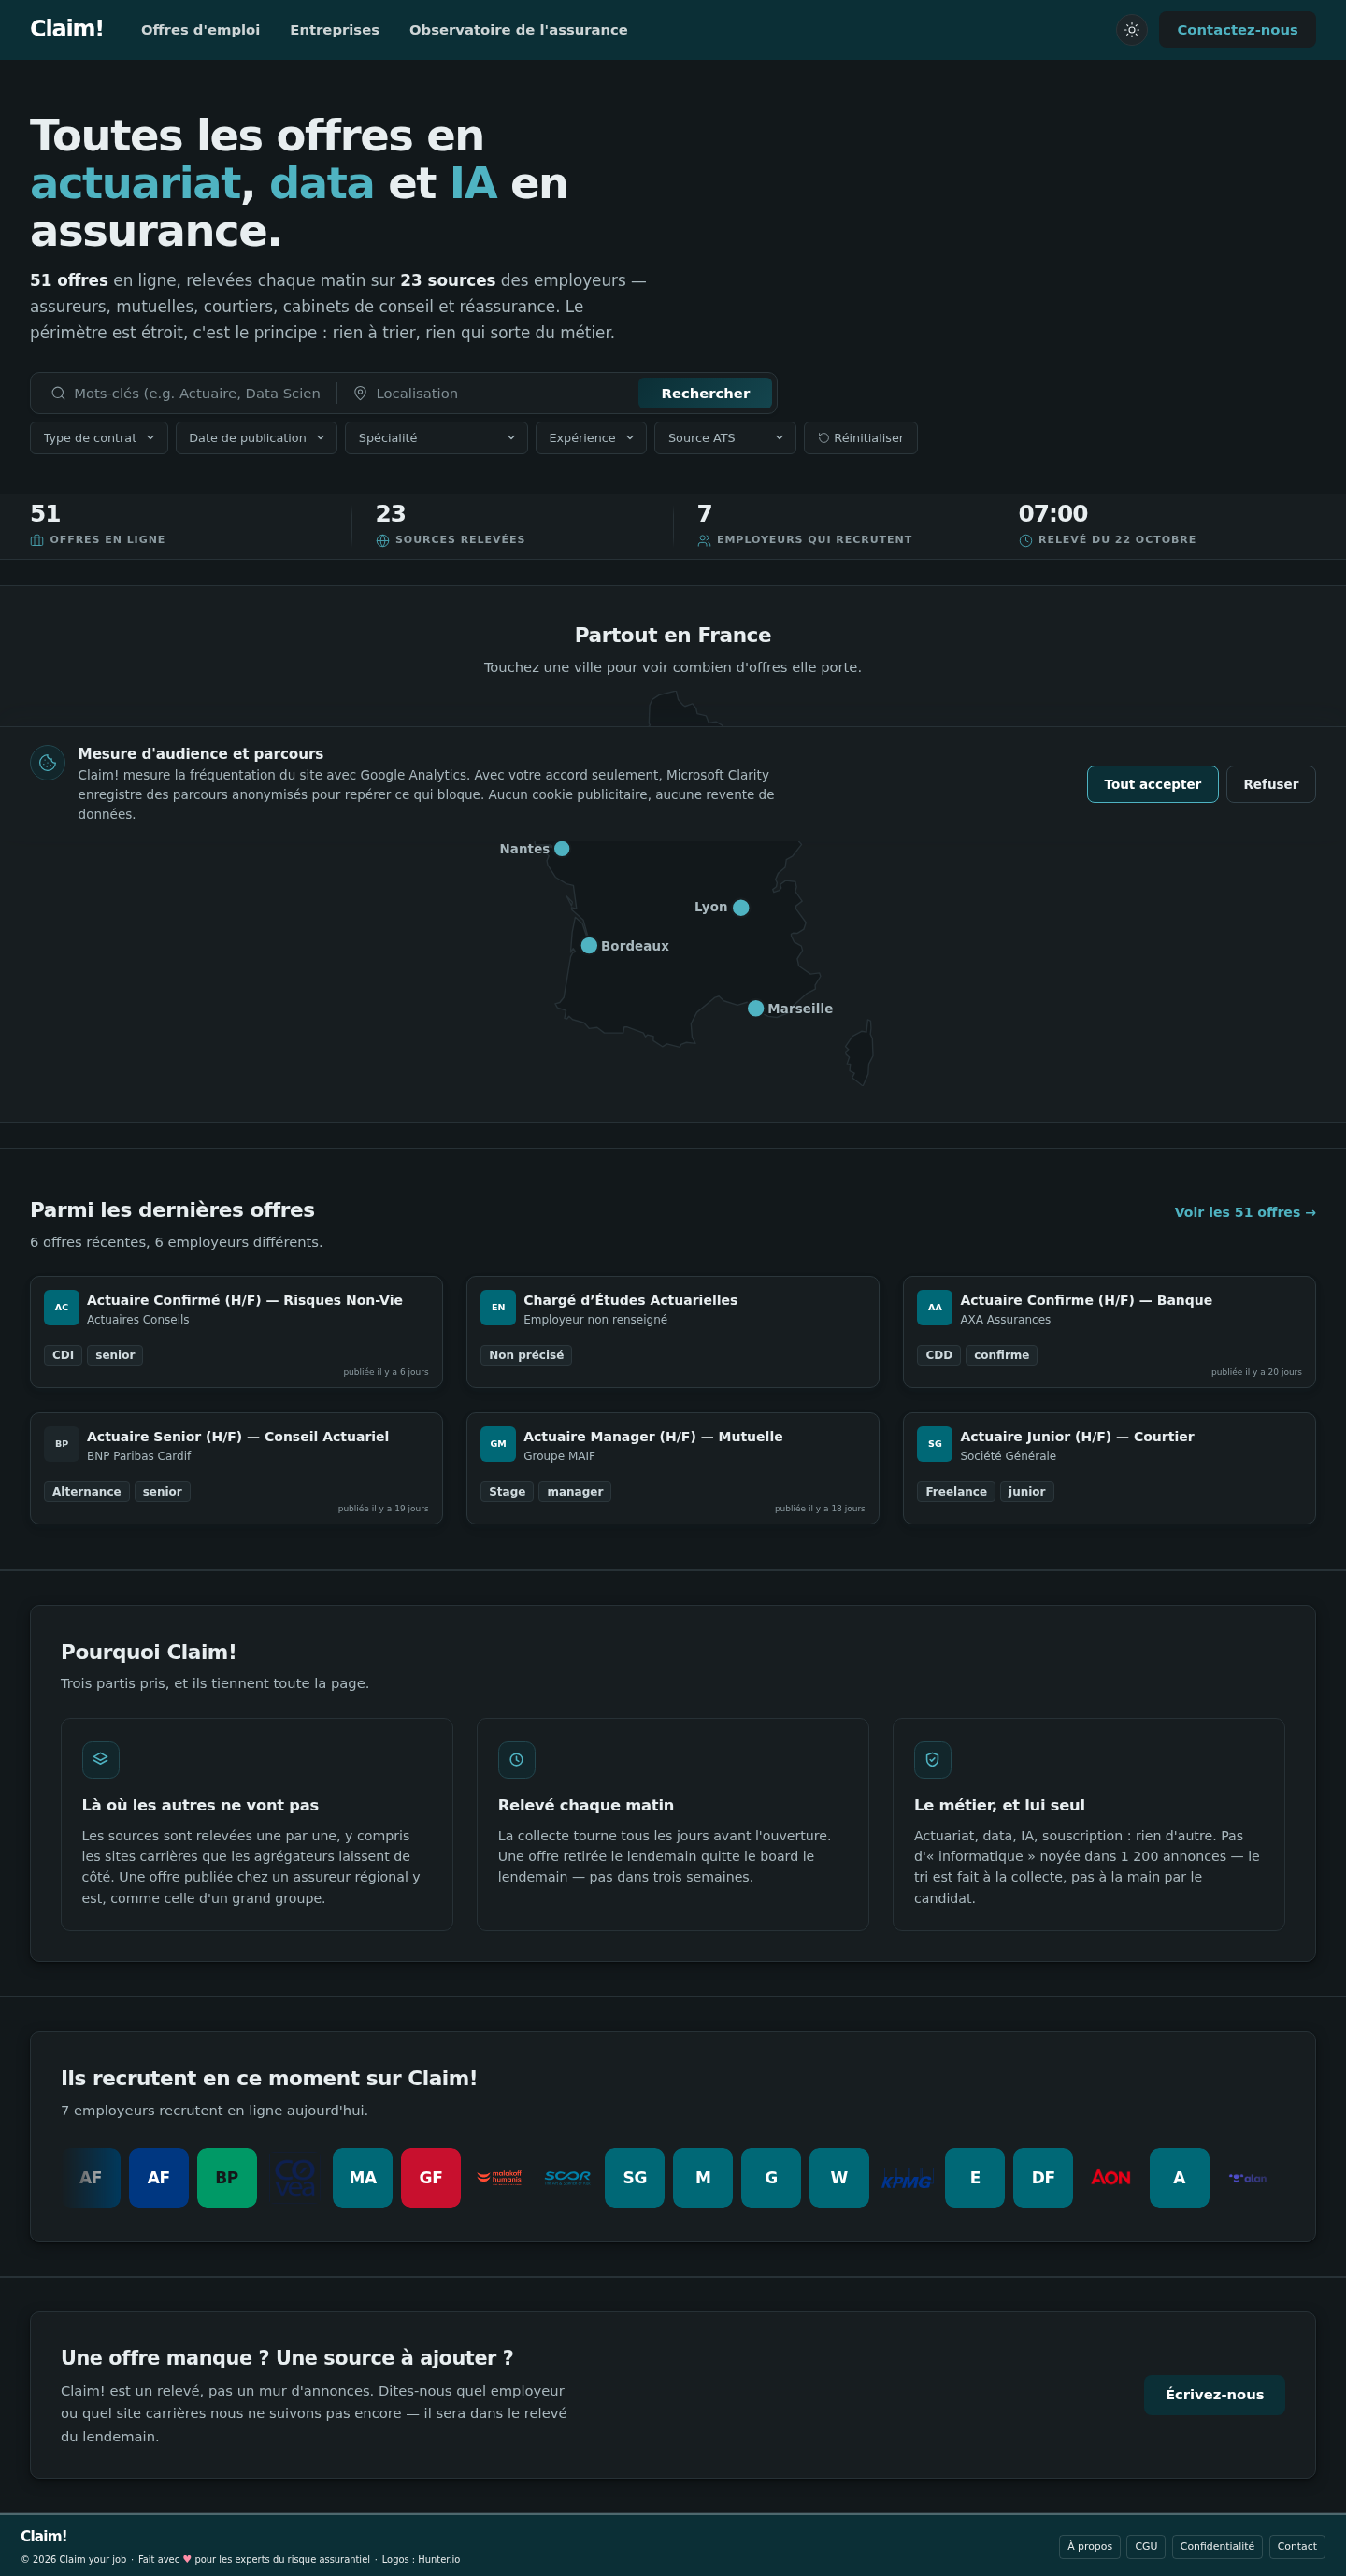 Claim!
Offres d'emploi
Entreprises
Observatoire de l'assurance
Contactez-nous
Toutes les offres en
actuariat, data et IA en
assurance.
51 offres en ligne, relevées chaque matin sur 23 sources des employeurs —
assureurs, mutuelles, courtiers, cabinets de conseil et réassurance. Le
périmètre est étroit, c'est le principe : rien à trier, rien qui sorte du métier.
Mots-clés (e.g. Actuaire, Data Scien
Localisation
Rechercher
Type de contrat
Date de publication
Spécialité
Expérience
Source ATS
Réinitialiser
51
OFFRES EN LIGNE
23
SOURCES RELEVÉES
7
EMPLOYEURS QUI RECRUTENT
07:00
RELEVÉ DU 22 OCTOBRE
Partout en France
Touchez une ville pour voir combien d'offres elle porte.
Mesure d'audience et parcours
Claim! mesure la fréquentation du site avec Google Analytics. Avec votre accord seulement, Microsoft Clarity
enregistre des parcours anonymisés pour repérer ce qui bloque. Aucun cookie publicitaire, aucune revente de
données.
Tout accepter
Refuser
Nantes
Lyon
Bordeaux
Marseille
Parmi les dernières offres
Voir les 51 offres →
6 offres récentes, 6 employeurs différents.
AC
Actuaire Confirmé (H/F) — Risques Non-Vie
Actuaires Conseils
CDI
senior
publiée il y a 6 jours
EN
Chargé d’Études Actuarielles
Employeur non renseigné
Non précisé
AA
Actuaire Confirme (H/F) — Banque
AXA Assurances
CDD
confirme
publiée il y a 20 jours
BP
Actuaire Senior (H/F) — Conseil Actuariel
BNP Paribas Cardif
Alternance
senior
publiée il y a 19 jours
GM
Actuaire Manager (H/F) — Mutuelle
Groupe MAIF
Stage
manager
publiée il y a 18 jours
SG
Actuaire Junior (H/F) — Courtier
Société Générale
Freelance
junior
Pourquoi Claim!
Trois partis pris, et ils tiennent toute la page.
Là où les autres ne vont pas
Les sources sont relevées une par une, y compris
les sites carrières que les agrégateurs laissent de
côté. Une offre publiée chez un assureur régional y
est, comme celle d'un grand groupe.
Relevé chaque matin
La collecte tourne tous les jours avant l'ouverture.
Une offre retirée le lendemain quitte le board le
lendemain — pas dans trois semaines.
Le métier, et lui seul
Actuariat, data, IA, souscription : rien d'autre. Pas
d'« informatique » noyée dans 1 200 annonces — le
tri est fait à la collecte, pas à la main par le
candidat.
Ils recrutent en ce moment sur Claim!
7 employeurs recrutent en ligne aujourd'hui.
AF
AF
BP
covéa
MA
GF
malakoff
humanis
SCOR
SG
M
G
W
KPMG
E
DF
AON
A
alan
Une offre manque ? Une source à ajouter ?
Claim! est un relevé, pas un mur d'annonces. Dites-nous quel employeur
ou quel site carrières nous ne suivons pas encore — il sera dans le relevé
du lendemain.
Écrivez-nous
Claim!
© 2026 Claim your job · Fait avec ♥ pour les experts du risque assurantiel · Logos : Hunter.io
À propos
CGU
Confidentialité
Contact